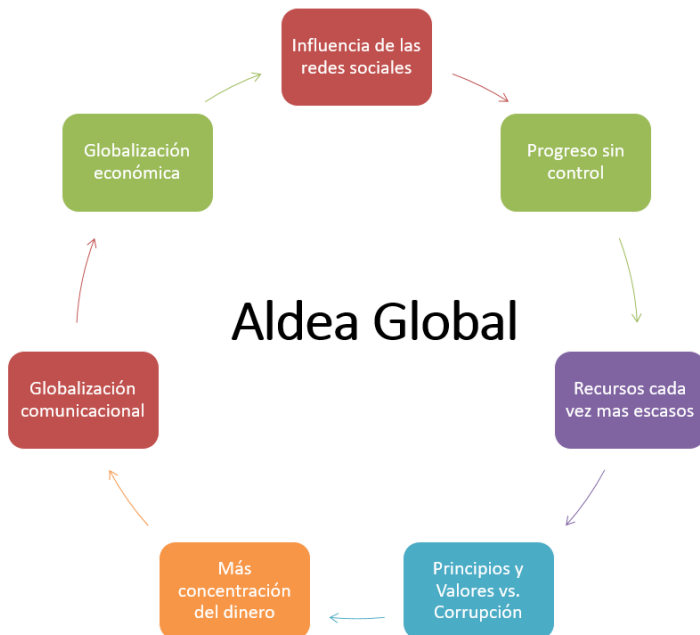 Influencia de las
redes sociales
Progreso sin
control
Recursos cada
vez mas escasos
Principios y
Valores vs.
Corrupción
Más
concentración
del dinero
Globalización
comunicacional
Globalización
económica
Aldea Global